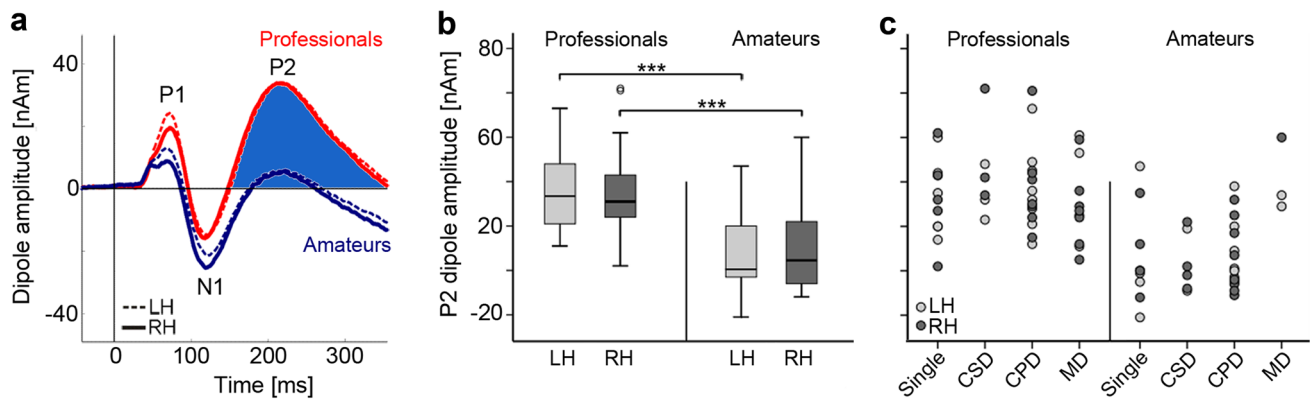 a
Dipole amplitude [nAm]
40
0
-40
Professionals
P1
P2
N1
Amateurs
LH
RH
0
100
200
300
Time [ms]
b
P2 dipole amplitude [nAm]
80
60
20
-20
Professionals
Amateurs
***
***
LH
RH
LH
RH
c
Professionals
Amateurs
LH
RH
Single
CSD
CPD
MD
Single
CSD
CPD
MD